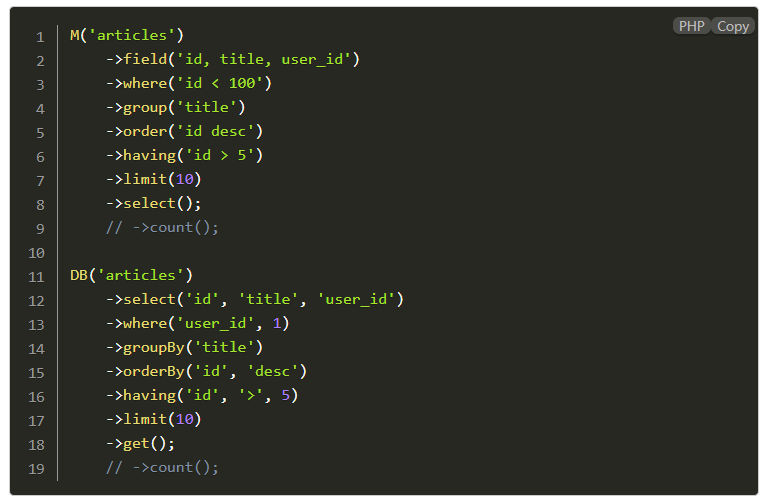 PHP Copy
1 M('articles')
2     ->field('id, title, user_id')
3     ->where('id < 100')
4     ->group('title')
5     ->order('id desc')
6     ->having('id > 5')
7     ->limit(10)
8     ->select();
9     // ->count();
10
11 DB('articles')
12     ->select('id', 'title', 'user_id')
13     ->where('user_id', 1)
14     ->groupBy('title')
15     ->orderBy('id', 'desc')
16     ->having('id', '>', 5)
17     ->limit(10)
18     ->get();
19     // ->count();